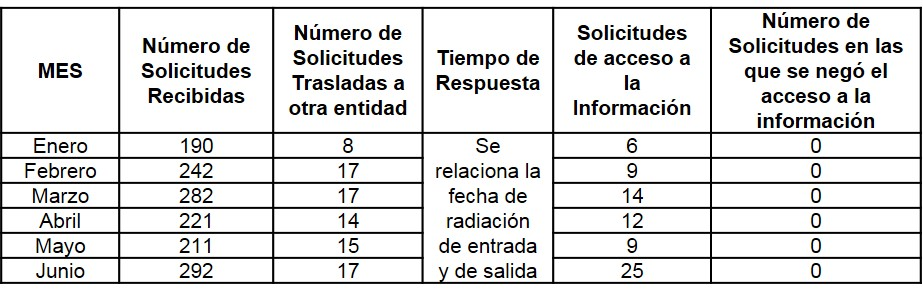 MES
Número de
Solicitudes
Recibidas
Número de
Solicitudes
Trasladas a
otra entidad
Tiempo de
Respuesta
Solicitudes
de acceso a
la
Información
Número de
Solicitudes en las
que se negó el
acceso a la
información
Enero 190 8 Se 6 0
Febrero 242 17 relaciona la 9 0
Marzo 282 17 fecha de 14 0
Abril 221 14 radiación 12 0
Mayo 211 15 de entrada 9 0
Junio 292 17 y de salida 25 0